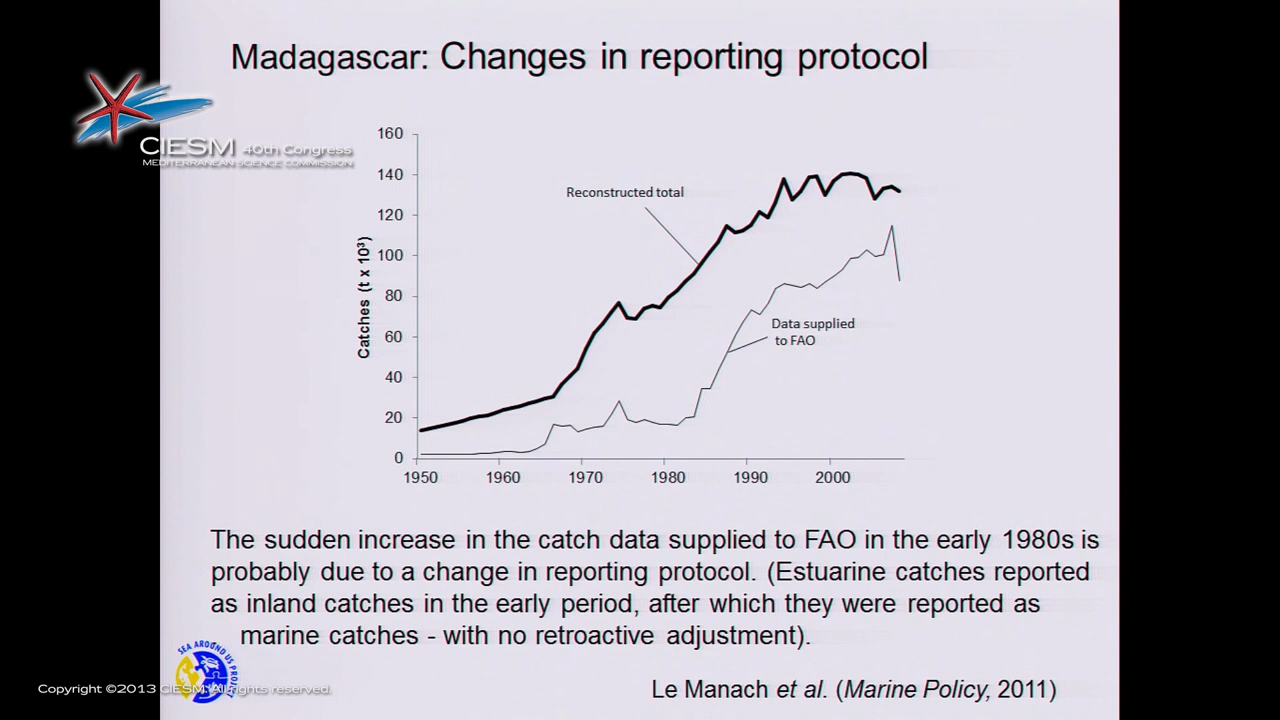 Madagascar: Changes in reporting protocol
CIESM 40th Congress
MEDITERRANEAN SCIENCE COMMISSION
160
140
120
100
80
60
40
20
0
Catches (t x 10³)
Reconstructed total
Data supplied
to FAO
1950 1960 1970 1980 1990 2000
The sudden increase in the catch data supplied to FAO in the early 1980s is
probably due to a change in reporting protocol. (Estuarine catches reported
as inland catches in the early period, after which they were reported as
marine catches - with no retroactive adjustment).
SEA AROUND US PROJECT
Copyright ©2013 CIESM. All rights reserved.
Le Manach et al. (Marine Policy, 2011)